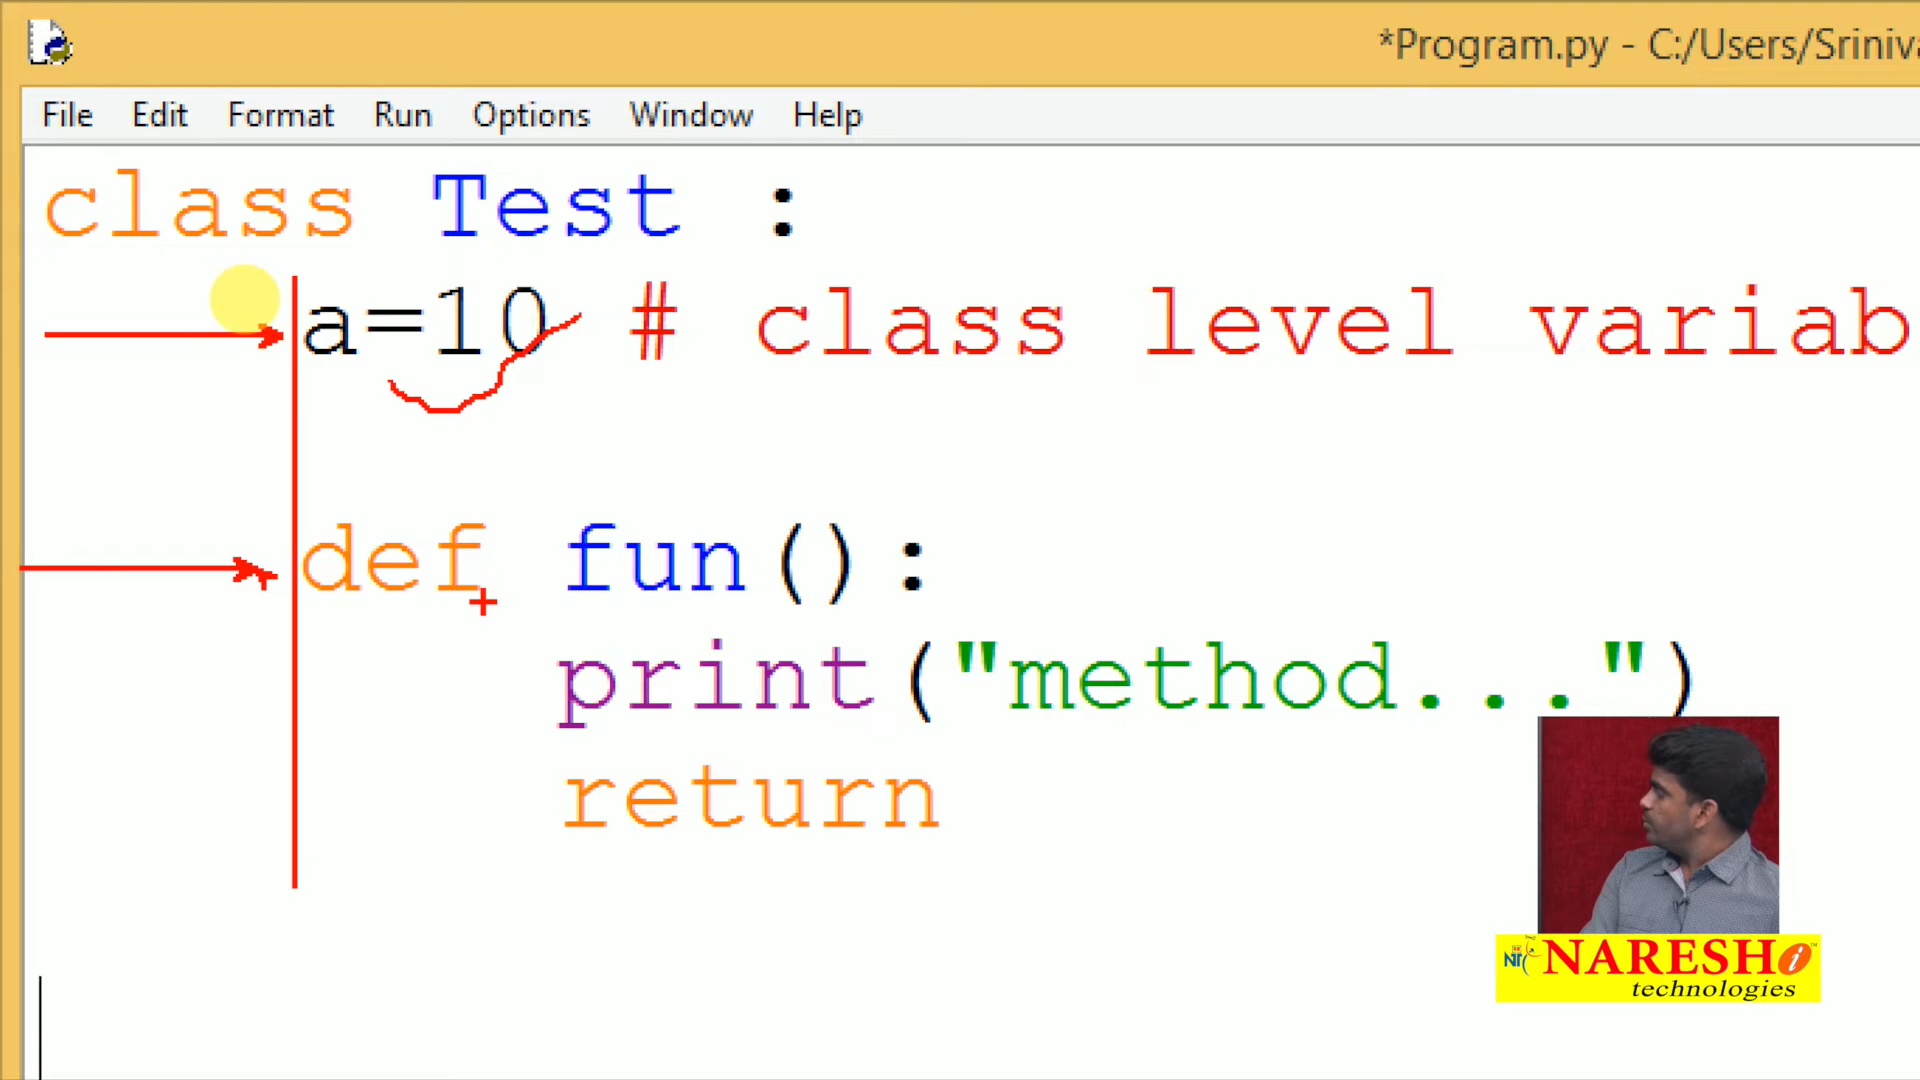 *Program.py - C:/Users/Sriniva
File Edit Format Run Options Window Help
class Test :
a=10 # class level variab
def fun():
print("method...")
return
NARESH i
technologies